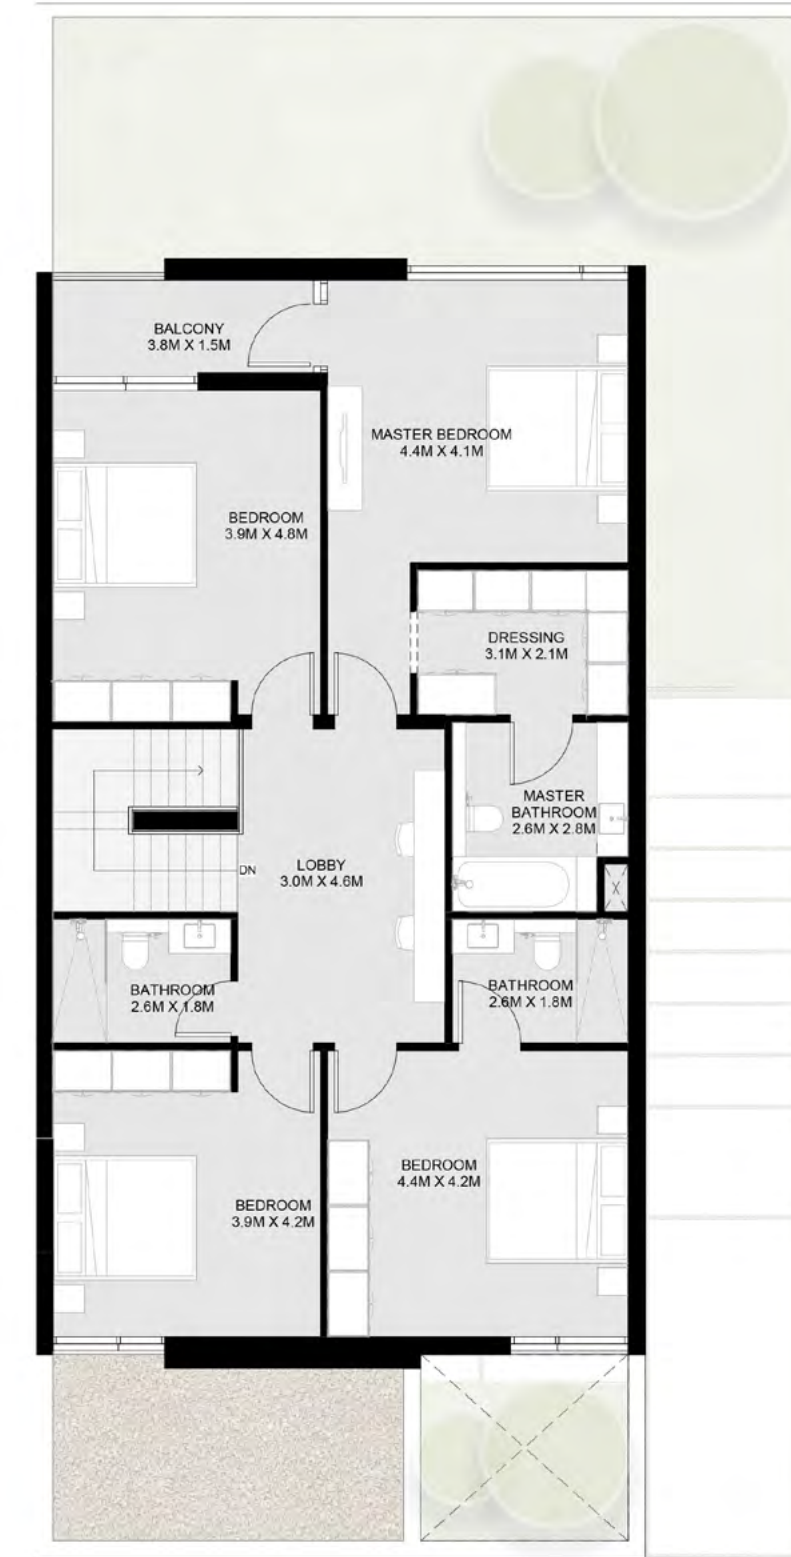 BALCONY
3.8M X 1.5M
MASTER BEDROOM
4.4M X 4.1M
BEDROOM
3.9M X 4.8M
DRESSING
3.1M X 2.1M
MASTER
BATHROOM
2.6M X 2.8M
LOBBY
3.0M X 4.6M
DN
BATHROOM
2.6M X 1.8M
BATHROOM
2.6M X 1.8M
BEDROOM
4.4M X 4.2M
BEDROOM
3.9M X 4.2M